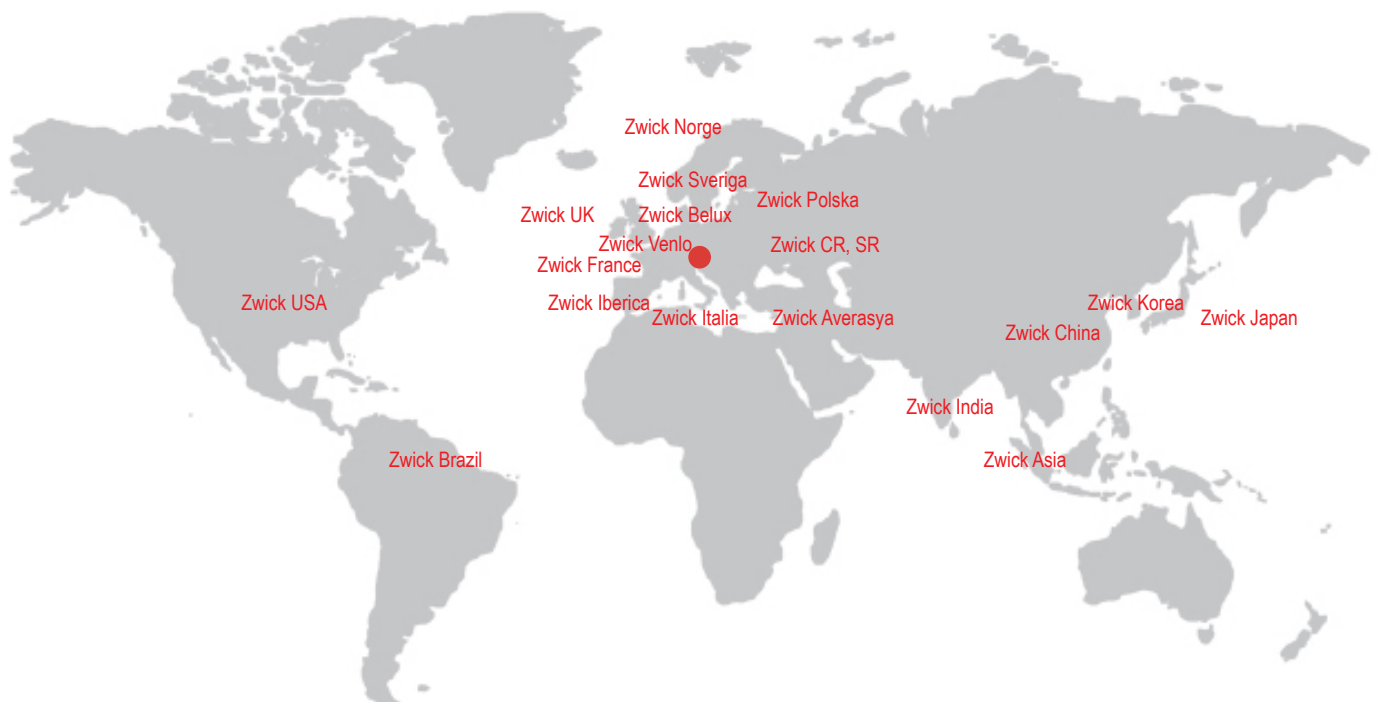 Zwick Norge
Zwick Sveriga
Zwick Polska
Zwick UK
Zwick Belux
Zwick Venlo
Zwick CR, SR
Zwick France
Zwick USA
Zwick Iberica
Zwick Italia
Zwick Averasya
Zwick Korea
Zwick Japan
Zwick China
Zwick India
Zwick Brazil
Zwick Asia